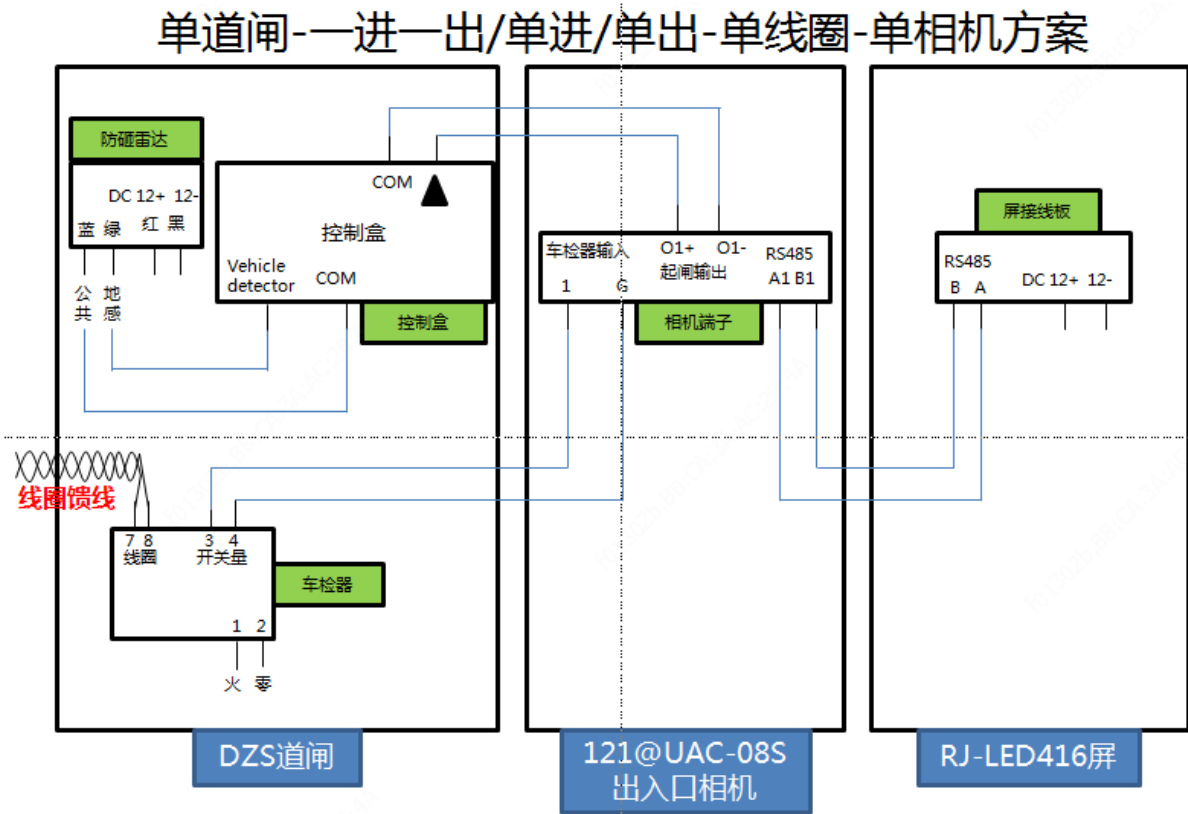 单道闸-一进一出/单进/单出-单线圈-单相机方案
防砸雷达
DC 12+ 12-
蓝 绿 红 黑
公共
地感
COM
控制盒
Vehicle
detector
COM
控制盒
车检器输入
1 G
O1+ O1-
起闸输出
RS485
A1 B1
相机端子
屏接线板
RS485
B A
DC 12+ 12-
线圈馈线
7 8
线圈
3 4
开关量
车检器
1 2
火 零
DZS道闸
121@UAC-08S
出入口相机
RJ-LED416屏